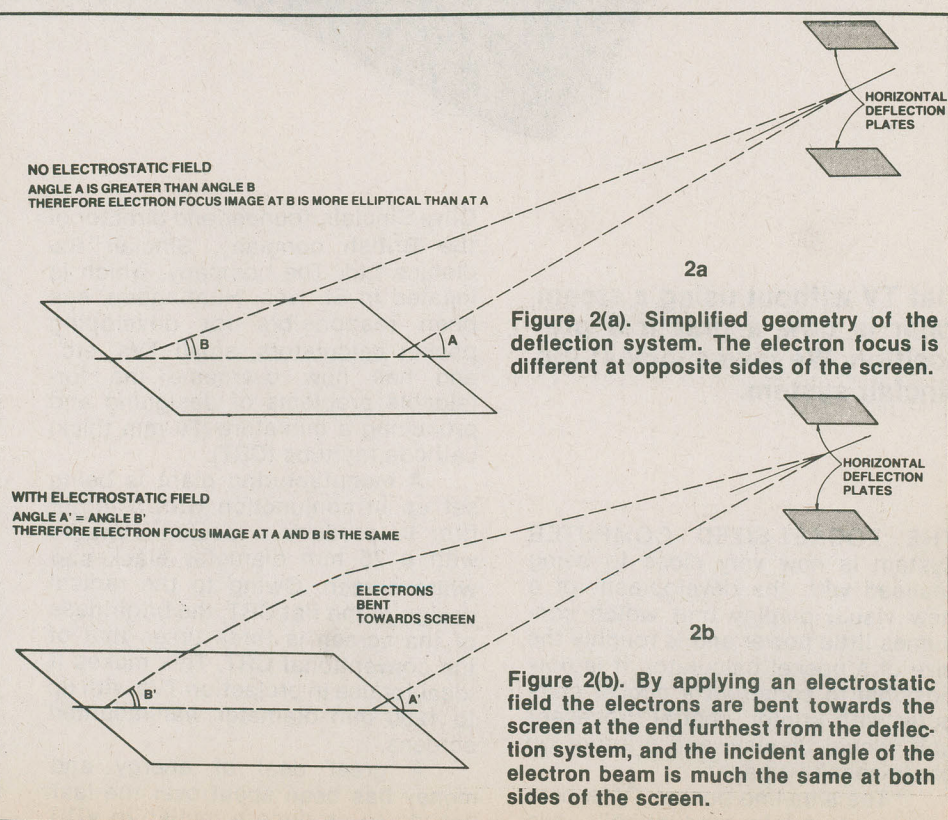 HORIZONTAL
DEFLECTION
PLATES
NO ELECTROSTATIC FIELD
ANGLE A IS GREATER THAN ANGLE B
THEREFORE ELECTRON FOCUS IMAGE AT B IS MORE ELLIPTICAL THAN AT A
B
A
2a
Figure 2(a). Simplified geometry of the
deflection system. The electron focus is
different at opposite sides of the screen.
HORIZONTAL
DEFLECTION
PLATES
WITH ELECTROSTATIC FIELD
ANGLE A' = ANGLE B'
THEREFORE ELECTRON FOCUS IMAGE AT A AND B IS THE SAME
ELECTRONS
BENT
TOWARDS SCREEN
B'
A'
2b
Figure 2(b). By applying an electrostatic
field the electrons are bent towards the
screen at the end furthest from the deflec-
tion system, and the incident angle of the
electron beam is much the same at both
sides of the screen.